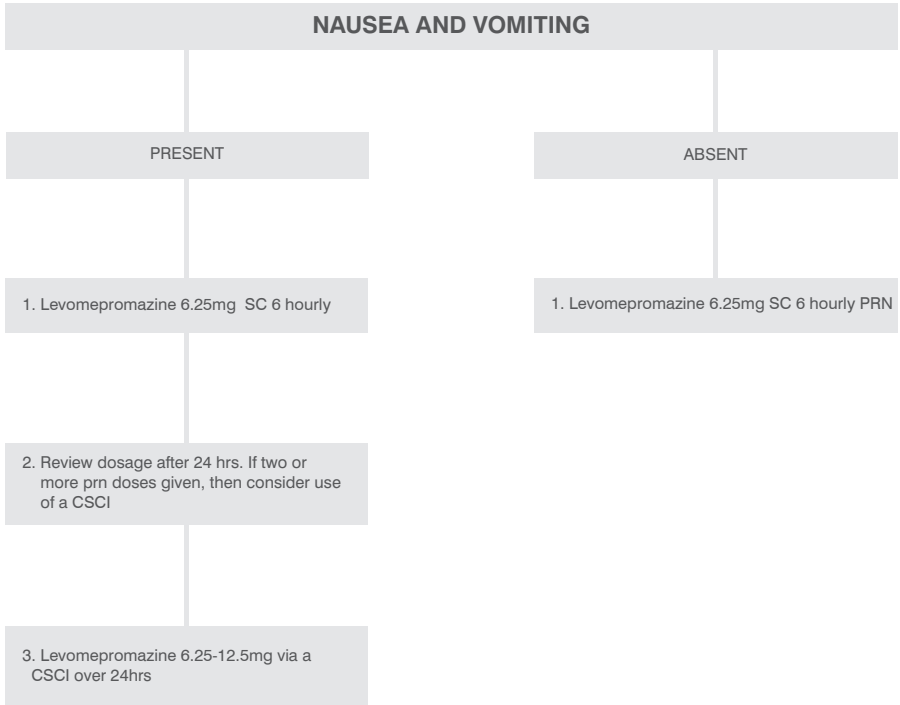 NAUSEA AND VOMITING
PRESENT
ABSENT
1. Levomepromazine 6.25mg  SC 6 hourly
1. Levomepromazine 6.25mg SC 6 hourly PRN
2. Review dosage after 24 hrs. If two or
more prn doses given, then consider use
of a CSCI
3. Levomepromazine 6.25-12.5mg via a
CSCI over 24hrs